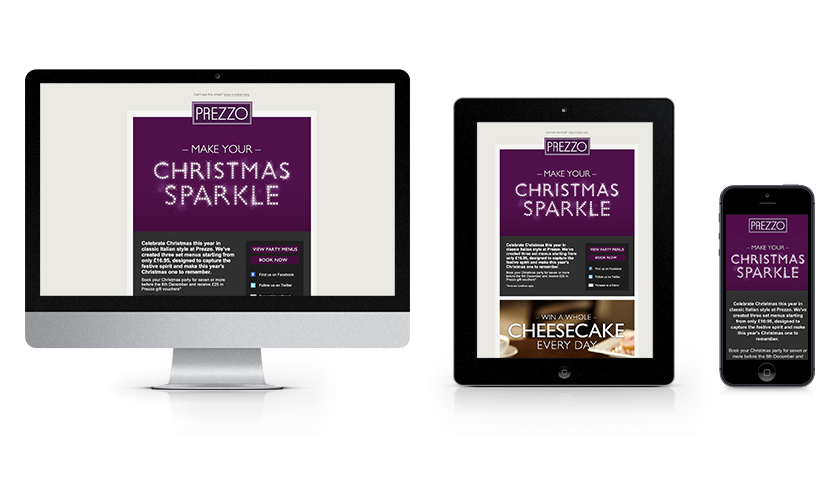 Can't see this email? View it online here
PREZZO
– MAKE YOUR –
CHRISTMAS
SPARKLE
Celebrate Christmas this year in
classic Italian style at Prezzo. We've
created three set menus starting from
only £16.95, designed to capture the
festive spirit and make this year's
Christmas one to remember.
Book your Christmas party for seven or more
before the 8th December and receive £25 in
Prezzo gift vouchers*
VIEW PARTY MENUS
BOOK NOW
Find us on Facebook
Follow us on Twitter
PREZZO
– MAKE YOUR –
CHRISTMAS
SPARKLE
Celebrate Christmas this year in
classic Italian style at Prezzo. We've
created three set menus starting from
only £16.95, designed to capture the
festive spirit and make this year's
Christmas one to remember
Book your Christmas party for seven or more
before the 8th December and receive £25 in
Prezzo gift vouchers*
VIEW PARTY MENUS
BOOK NOW
Find us on Facebook
Follow us on Twitter
Forward to a friend
– WIN A WHOLE –
CHEESECAKE
EVERY DAY
PREZZO
– MAKE YOUR –
CHRISTMAS
SPARKLE
Celebrate Christmas this year in
classic Italian style at Prezzo. We've
created three set menus starting
from only £16.95, designed to
capture the festive spirit and make
this year's Christmas one to
remember.
Book your Christmas party for seven or
more before the 8th December and